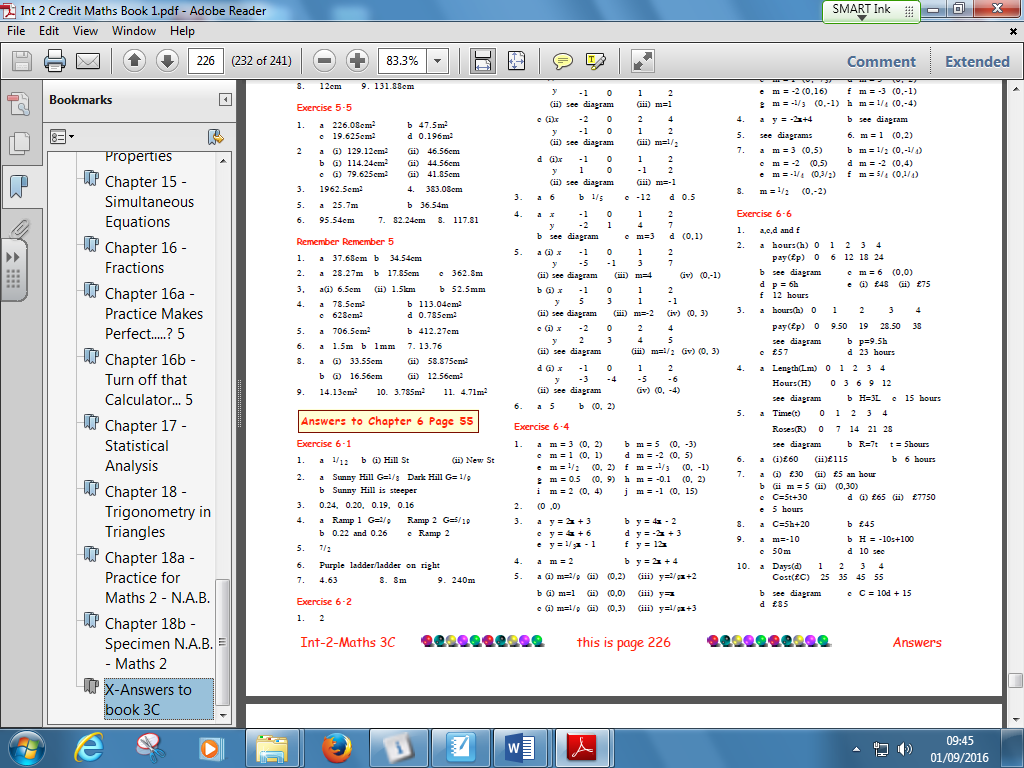 Int 2 Credit Maths Book 1.pdf - Adobe Reader
SMART Ink
File Edit View Window Help
226 (232 of 241) 83.3% Comment Extended
Bookmarks
Properties
Chapter 15 -
Simultaneous
Equations
Chapter 16 -
Fractions
Chapter 16a -
Practice Makes
Perfect.....? 5
Chapter 16b -
Turn off that
Calculator... 5
Chapter 17 -
Statistical
Analysis
Chapter 18 -
Trigonometry in
Triangles
Chapter 18a -
Practice for
Maths 2 - N.A.B.
Chapter 18b -
Specimen N.A.B.
- Maths 2
X-Answers to
book 3C
8. 12cm 9. 131.88cm
Exercise 5·5
1. a 226.08cm² b 47.5m²
c 19.625m² d 0.196m²
2 a (i) 129.12cm (ii) 46.56cm
b (i) 114.24cm (ii) 44.56cm
c (i) 79.625m (ii) 41.85cm
3. 1962.5cm² 4. 383.08cm
5. a 25.7m b 36.54m
6. 95.54cm 7. 82.24cm 8. 117.81
Remember Remember 5
1. a 37.68cm b 34.54cm
2. a 28.27m b 17.85cm c 362.8m
3. a(i) 6.5cm (ii) 1.5km b 52.5mm
4. a 78.5cm² b 113.04cm²
c 628cm² d 0.785cm²
5. a 706.5cm² b 412.27cm
6. a 1.5m b 1mm 7. 13.76
8. a (i) 33.55cm (ii) 58.875cm²
b (i) 16.56cm (ii) 12.56cm²
9. 14.13cm² 10. 3.785m² 11. 4.71m²
Answers to Chapter 6 Page 55
Exercise 6·1
1. a 1/12 b (i) Hill St (ii) New St
2. a Sunny Hill G=1/8 Dark Hill G= 1/9
b Sunny Hill is steeper
3. 0.24, 0.20, 0.19, 0.16
4. a Ramp 1 G=2/9 Ramp 2 G=5/19
b 0.22 and 0.26 c Ramp 2
5. 7/2
6. Purple ladder/ladder on right
7. 4.63 8. 8m 9. 240m
Exercise 6·2
1. 2
y -1 0 1 2
(ii) see diagram (iii) m=1
c (i)x -2 0 2 4
y -1 0 1 2
(ii) see diagram (iii) m=1/2
d (i)x -1 0 1 2
y 1 0 -1 2
(ii) see diagram (iii) m=-1
3. a 6 b 1/5 c -12 d 0.5
4. a x -1 0 1 2
y -2 1 4 7
b see diagram c m=3 d (0,1)
5. a (i) x -1 0 1 2
y -5 -1 3 7
(ii) see diagram (iii) m=4 (iv) (0,-1)
b (i) x -1 0 1 2
y 5 3 1 -1
(ii) see diagram (iii) m=-2 (iv) (0, 3)
c (i) x -2 0 2 4
y 2 3 4 5
(ii) see diagram (iii) m=1/2 (iv) (0, 3)
d (i) x -1 0 1 2
y -3 -4 -5 -6
(ii) see diagram (iv) (0, -4)
6. a 5 b (0, 2)
Exercise 6·4
1. a m = 3 (0, 2) b m = 5 (0, -3)
c m = 1 (0, 1) d m = -2 (0, 5)
e m = 1/2 (0, 2) f m = -1/3 (0, -1)
g m = 0.5 (0, 9) h m = -0.1 (0, 2)
i m = 2 (0, 4) j m = -1 (0, 15)
2. (0 ,0)
3. a y = 2x + 3 b y = 4x - 2
c y = 4x + 6 d y = -2x + 3
e y = 1/3x - 1 f y = 12x
4. a m = 2 b y = 2x + 4
5. a (i) m=2/9 (ii) (0,2) (iii) y=2/9x+2
b (i) m=1 (ii) (0,0) (iii) y=x
c (i) m=1/9 (ii) (0,3) (iii) y=1/9x+3
e m = -2 (0,16) f m = -3 (0,-1)
g m = -1/3 (0,-1) h m = 1/4 (0,-4)
4. a y = -2x+4 b see diagram
5. see diagrams 6. m = 1 (0,2)
7. a m = 3 (0,5) b m = 1/2 (0,-1/4)
c m = -2 (0,5) d m = -2 (0,4)
e m = -1/4 (0,3/2) f m = 5/4 (0,1/4)
8. m = 1/2 (0,-2)
Exercise 6·6
1. a,c,d and f
2. a hours(h) 0 1 2 3 4
pay(£p) 0 6 12 18 24
b see diagram c m = 6 (0,0)
d p = 6h e (i) £48 (ii) £75
f 12 hours
3. a hours(h) 0 1 2 3 4
pay(£p) 0 9.50 19 28.50 38
see diagram b p=9.5h
c £57 d 23 hours
4. a Length(Lm) 0 1 2 3 4
Hours(H) 0 3 6 9 12
see diagram b H=3L c 15 hours
5. a Time(t) 0 1 2 3 4
Roses(R) 0 7 14 21 28
see diagram b R=7t t = 5hours
6. a (i)£60 (ii)£115 b 6 hours
7. a (i) £30 (ii) £5 an hour
b (ii m = 5 (ii) (0,30)
c C=5t+30 d (i) £65 (ii) £7750
e 5 hours
8. a C=5h+20 b £45
9. a m=-10 b H = -10s+100
c 50m d 10 sec
10. a Days(d) 1 2 3 4
Cost(£C) 25 35 45 55
b see diagram c C = 10d + 15
d £85
Int-2-Maths 3C this is page 226 Answers
09:45
01/09/2016